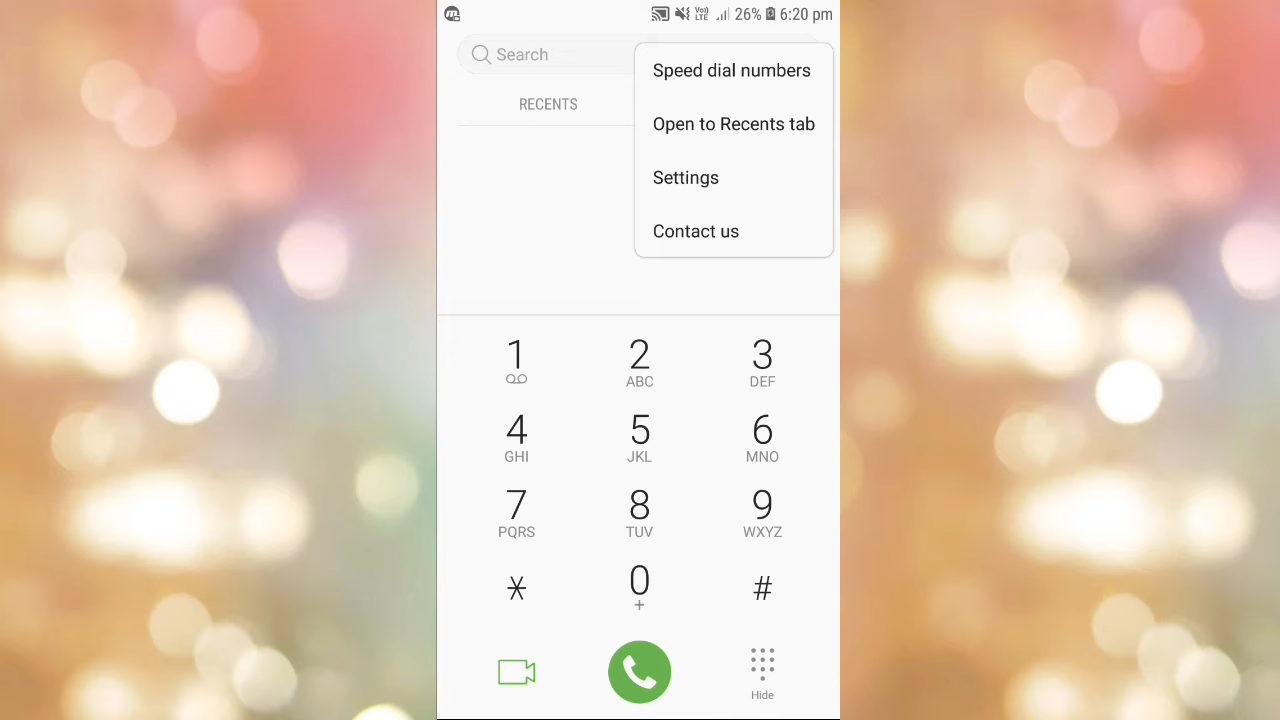 VoLTE 26% 6:20 pm
Search
Speed dial numbers
RECENTS
Open to Recents tab
Settings
Contact us
1 2 3
ABC DEF
4 5 6
GHI JKL MNO
7 8 9
PQRS TUV WXYZ
* 0 #
+
Hide